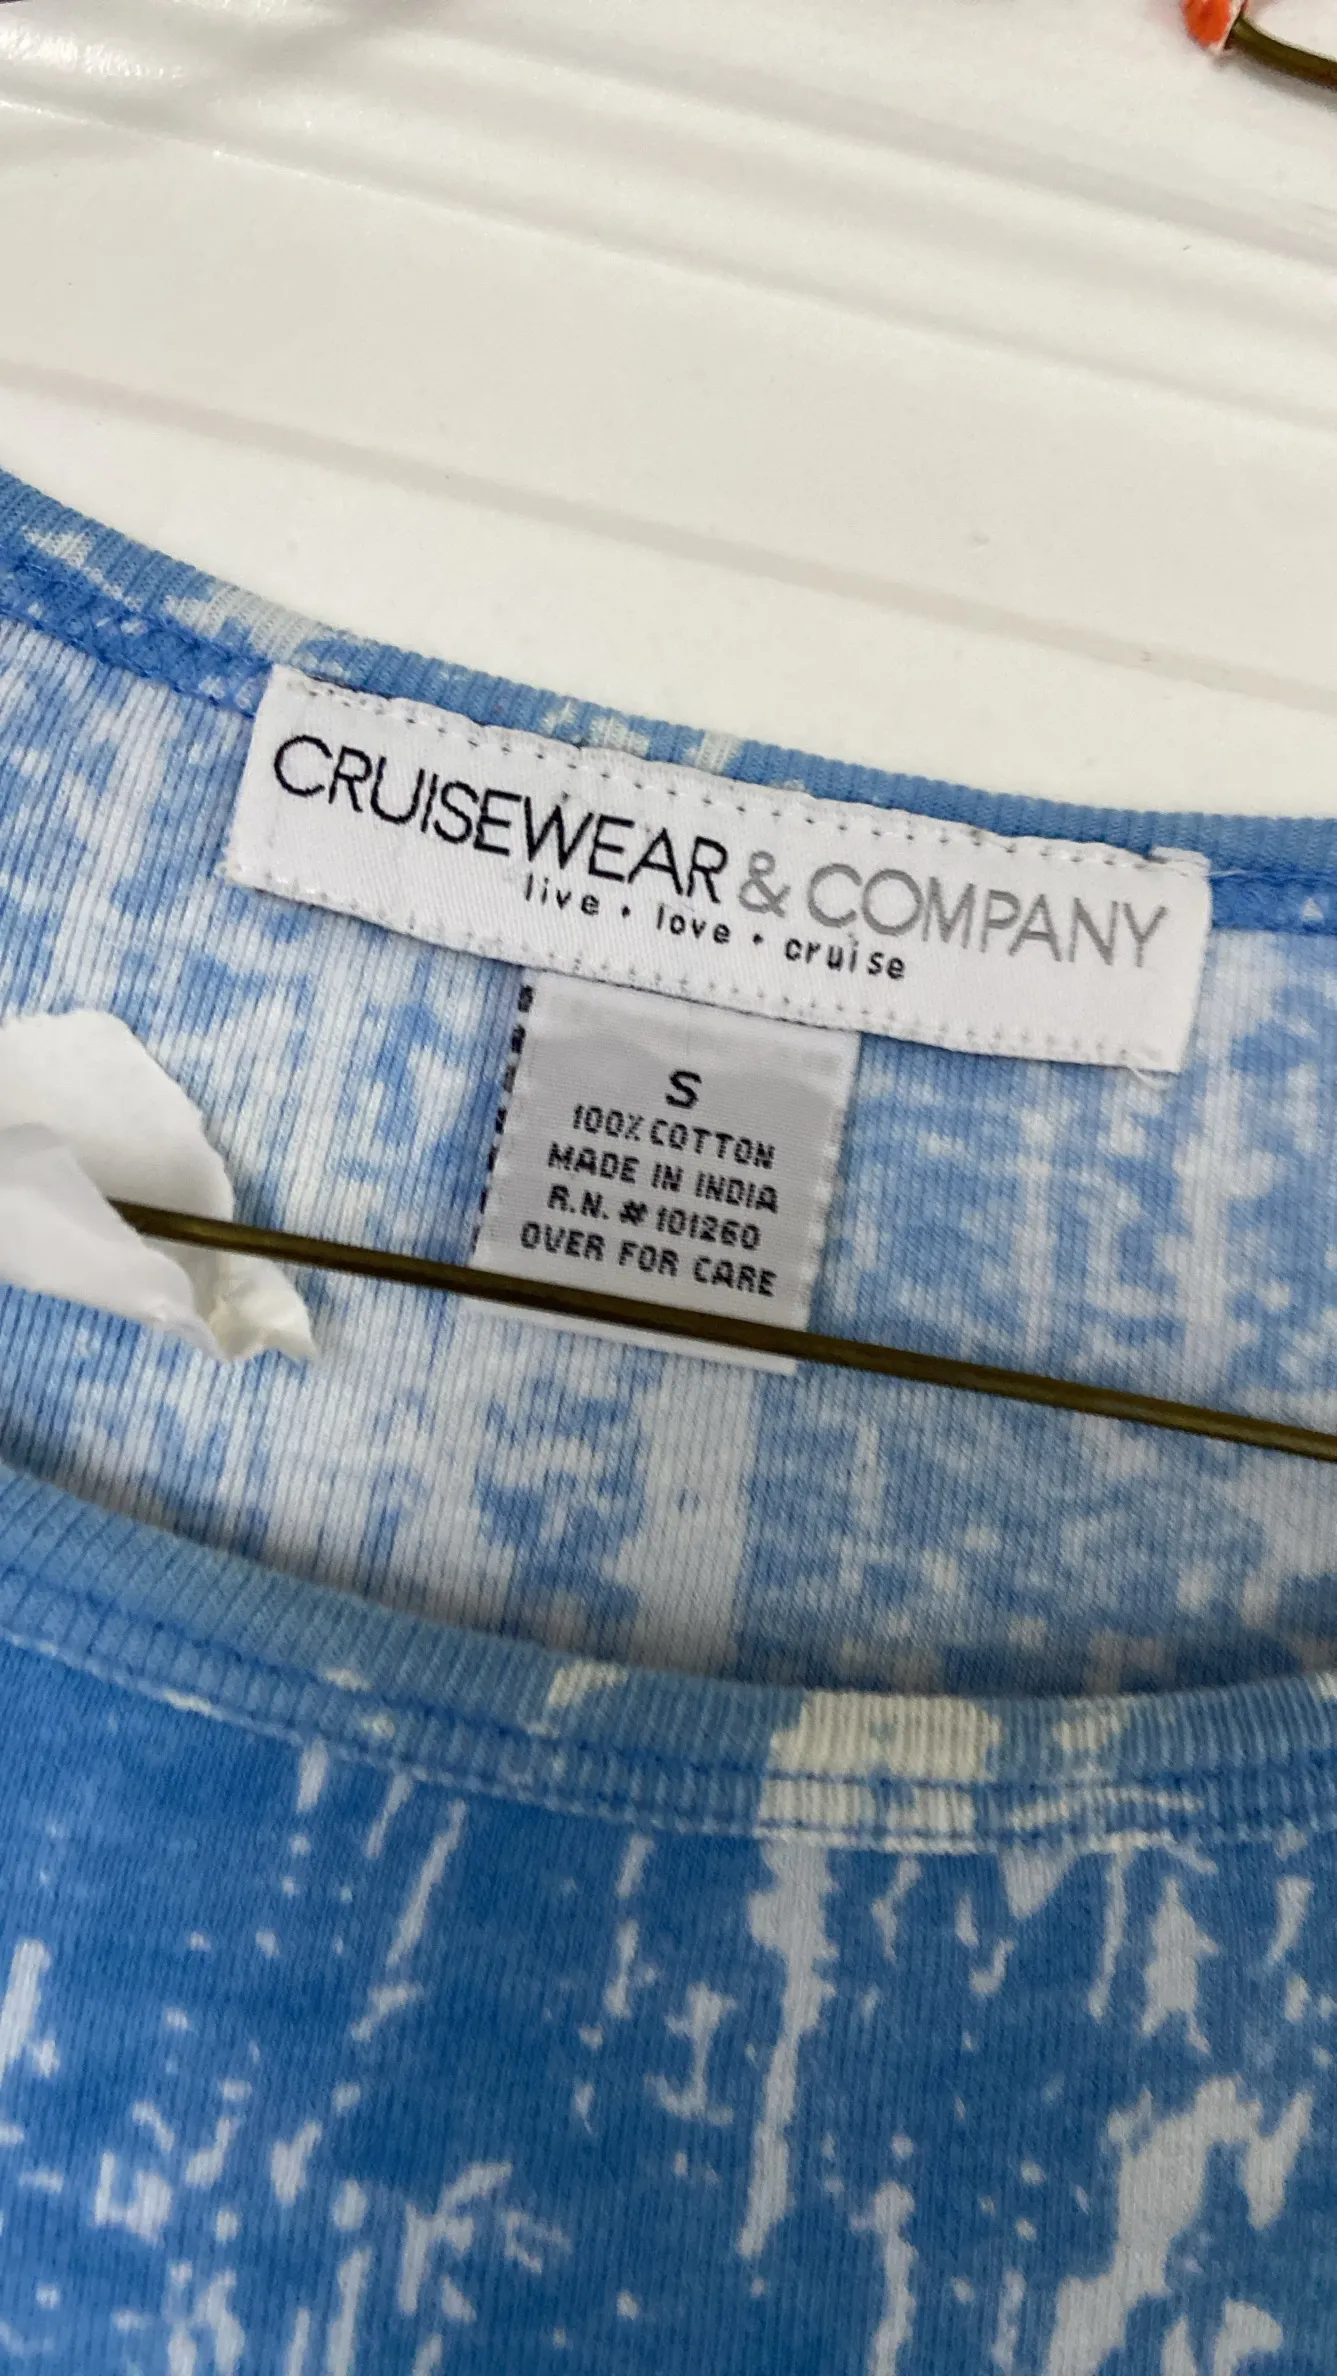 CRUISEWEAR & COMPANY
live • love • cruise
S
100% COTTON
MADE IN INDIA
R.N. # 101260
OVER FOR CARE